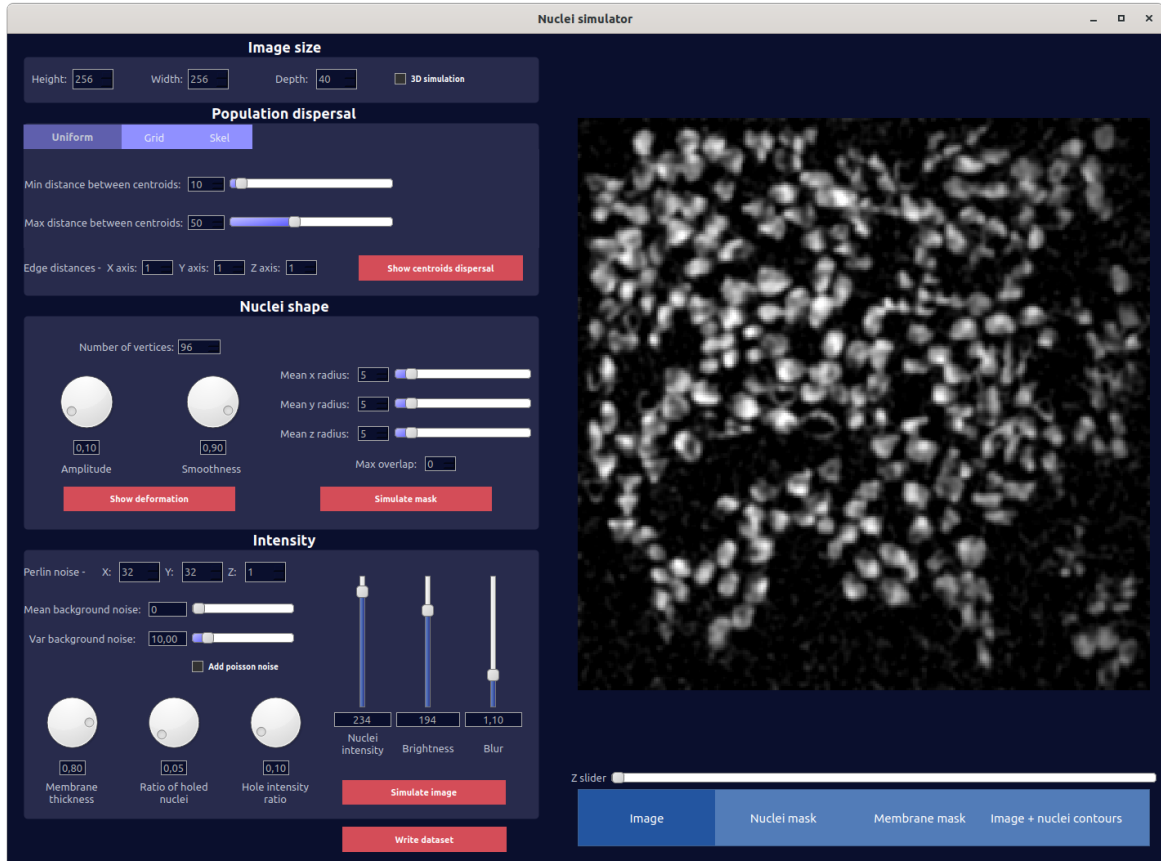 Nuclei simulator
Image size
Height: 256 Width: 256 Depth: 40 3D simulation
Population dispersal
Uniform Grid Skel
Min distance between centroids: 10
Max distance between centroids: 50
Edge distances - X axis: 1 Y axis: 1 Z axis: 1 Show centroids dispersal
Nuclei shape
Number of vertices: 96
Mean x radius: 5
Mean y radius: 5
Mean z radius: 5
0,10 0,90
Amplitude Smoothness
Max overlap: 0
Show deformation Simulate mask
Intensity
Perlin noise - X: 32 Y: 32 Z: 1
Mean background noise: 0
Var background noise: 10,00
Add poisson noise
234 194 1,10
Nuclei intensity Brightness Blur
0,80 0,05 0,10
Membrane thickness Ratio of holed nuclei Hole intensity ratio
Simulate image
Write dataset
Z slider
Image Nuclei mask Membrane mask Image + nuclei contours